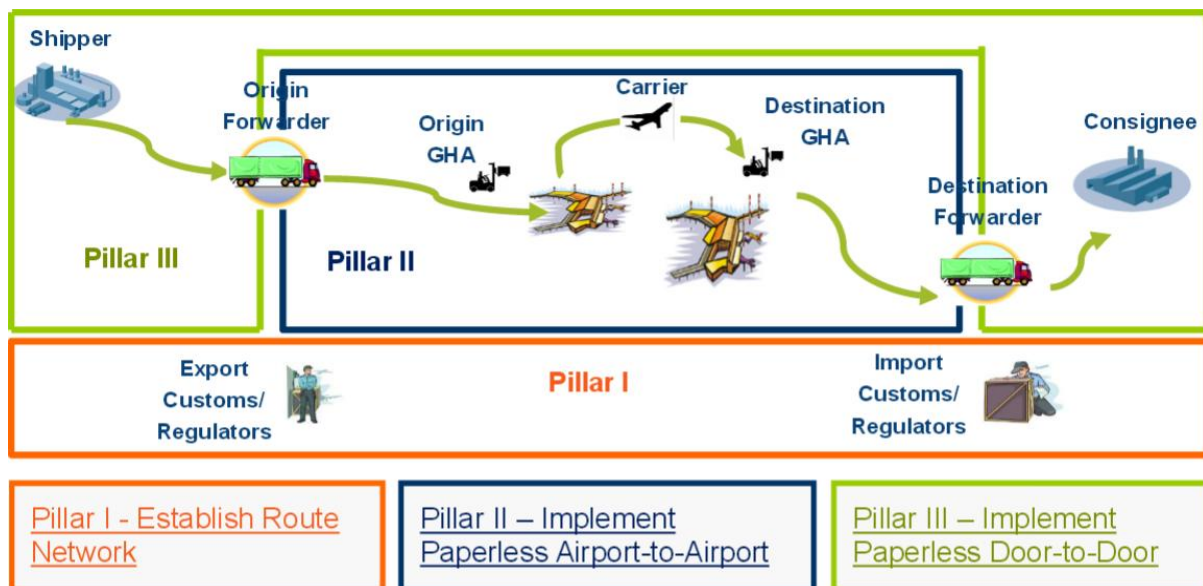 Shipper
Origin
Forwarder
Origin
GHA
Carrier
Destination
GHA
Consignee
Destination
Forwarder
Pillar III
Pillar II
Export
Customs/
Regulators
Pillar I
Import
Customs/
Regulators
Pillar I - Establish Route
Network
Pillar II – Implement
Paperless Airport-to-Airport
Pillar III – Implement
Paperless Door-to-Door